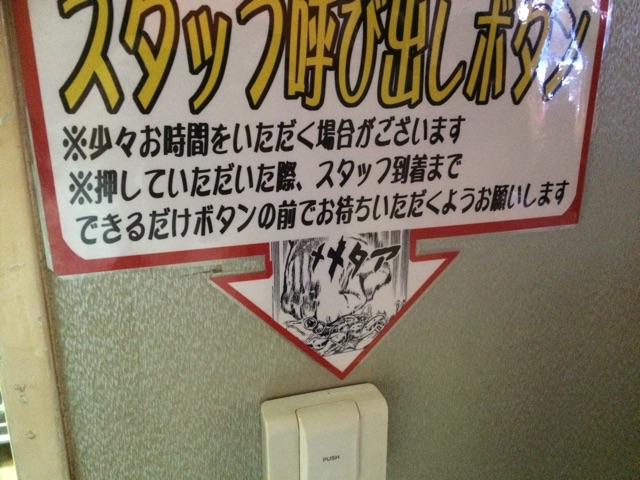 スタッフ呼び出しボタン
※少々お時間をいただく場合がございます
※押していただいた際、スタッフ到着まで
できるだけボタンの前でお待ちいただくようお願いします
メメタァ
PUSH